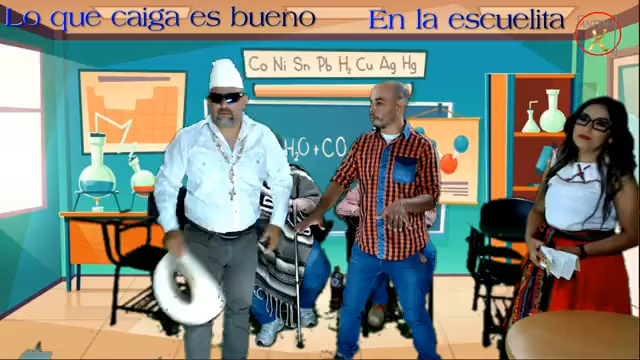 Lo que caiga es bueno
En la escuelita
Co Ni Sn Pb H₂ Cu Ag Hg
H₂O + CO